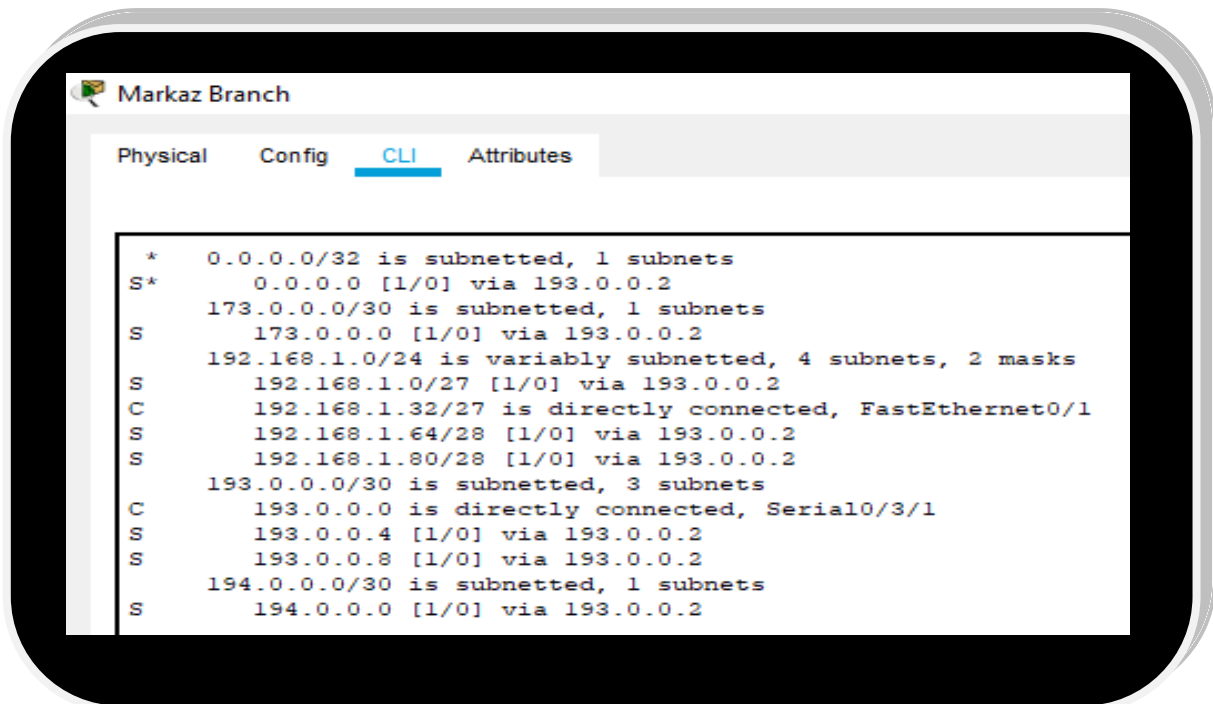 Markaz Branch
Physical Config CLI Attributes
* 0.0.0.0/32 is subnetted, 1 subnets
S* 0.0.0.0 [1/0] via 193.0.0.2
173.0.0.0/30 is subnetted, 1 subnets
S 173.0.0.0 [1/0] via 193.0.0.2
192.168.1.0/24 is variably subnetted, 4 subnets, 2 masks
S 192.168.1.0/27 [1/0] via 193.0.0.2
C 192.168.1.32/27 is directly connected, FastEthernet0/1
S 192.168.1.64/28 [1/0] via 193.0.0.2
S 192.168.1.80/28 [1/0] via 193.0.0.2
193.0.0.0/30 is subnetted, 3 subnets
C 193.0.0.0 is directly connected, Serial0/3/1
S 193.0.0.4 [1/0] via 193.0.0.2
S 193.0.0.8 [1/0] via 193.0.0.2
194.0.0.0/30 is subnetted, 1 subnets
S 194.0.0.0 [1/0] via 193.0.0.2